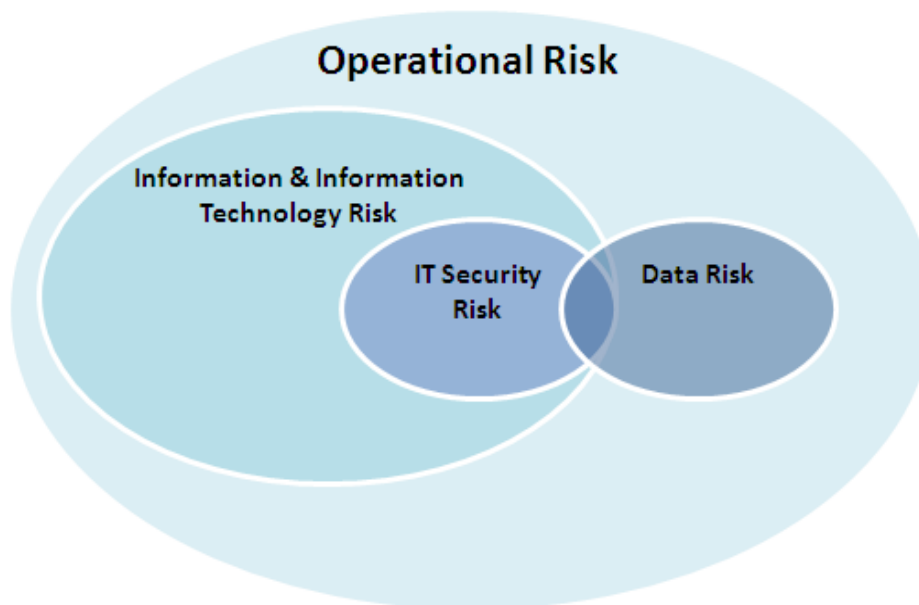 Operational Risk
Information & Information
Technology Risk
IT Security
Risk
Data Risk